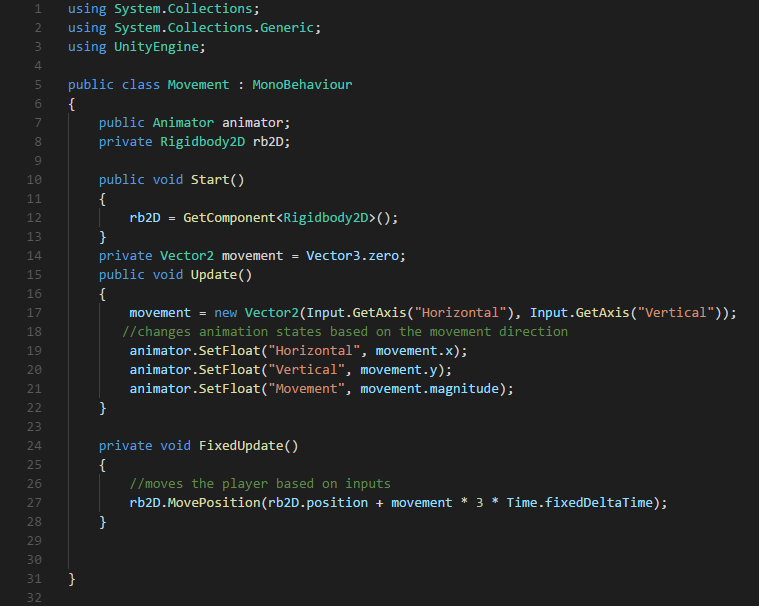 1 using System.Collections;
2 using System.Collections.Generic;
3 using UnityEngine;
4
5 public class Movement : MonoBehaviour
6 {
7     public Animator animator;
8     private Rigidbody2D rb2D;
9
10     public void Start()
11     {
12         rb2D = GetComponent<Rigidbody2D>();
13     }
14     private Vector2 movement = Vector3.zero;
15     public void Update()
16     {
17         movement = new Vector2(Input.GetAxis("Horizontal"), Input.GetAxis("Vertical"));
18        //changes animation states based on the movement direction
19         animator.SetFloat("Horizontal", movement.x);
20         animator.SetFloat("Vertical", movement.y);
21         animator.SetFloat("Movement", movement.magnitude);
22     }
23
24     private void FixedUpdate()
25     {
26         //moves the player based on inputs
27         rb2D.MovePosition(rb2D.position + movement * 3 * Time.fixedDeltaTime);
28     }
29
30
31 }
32